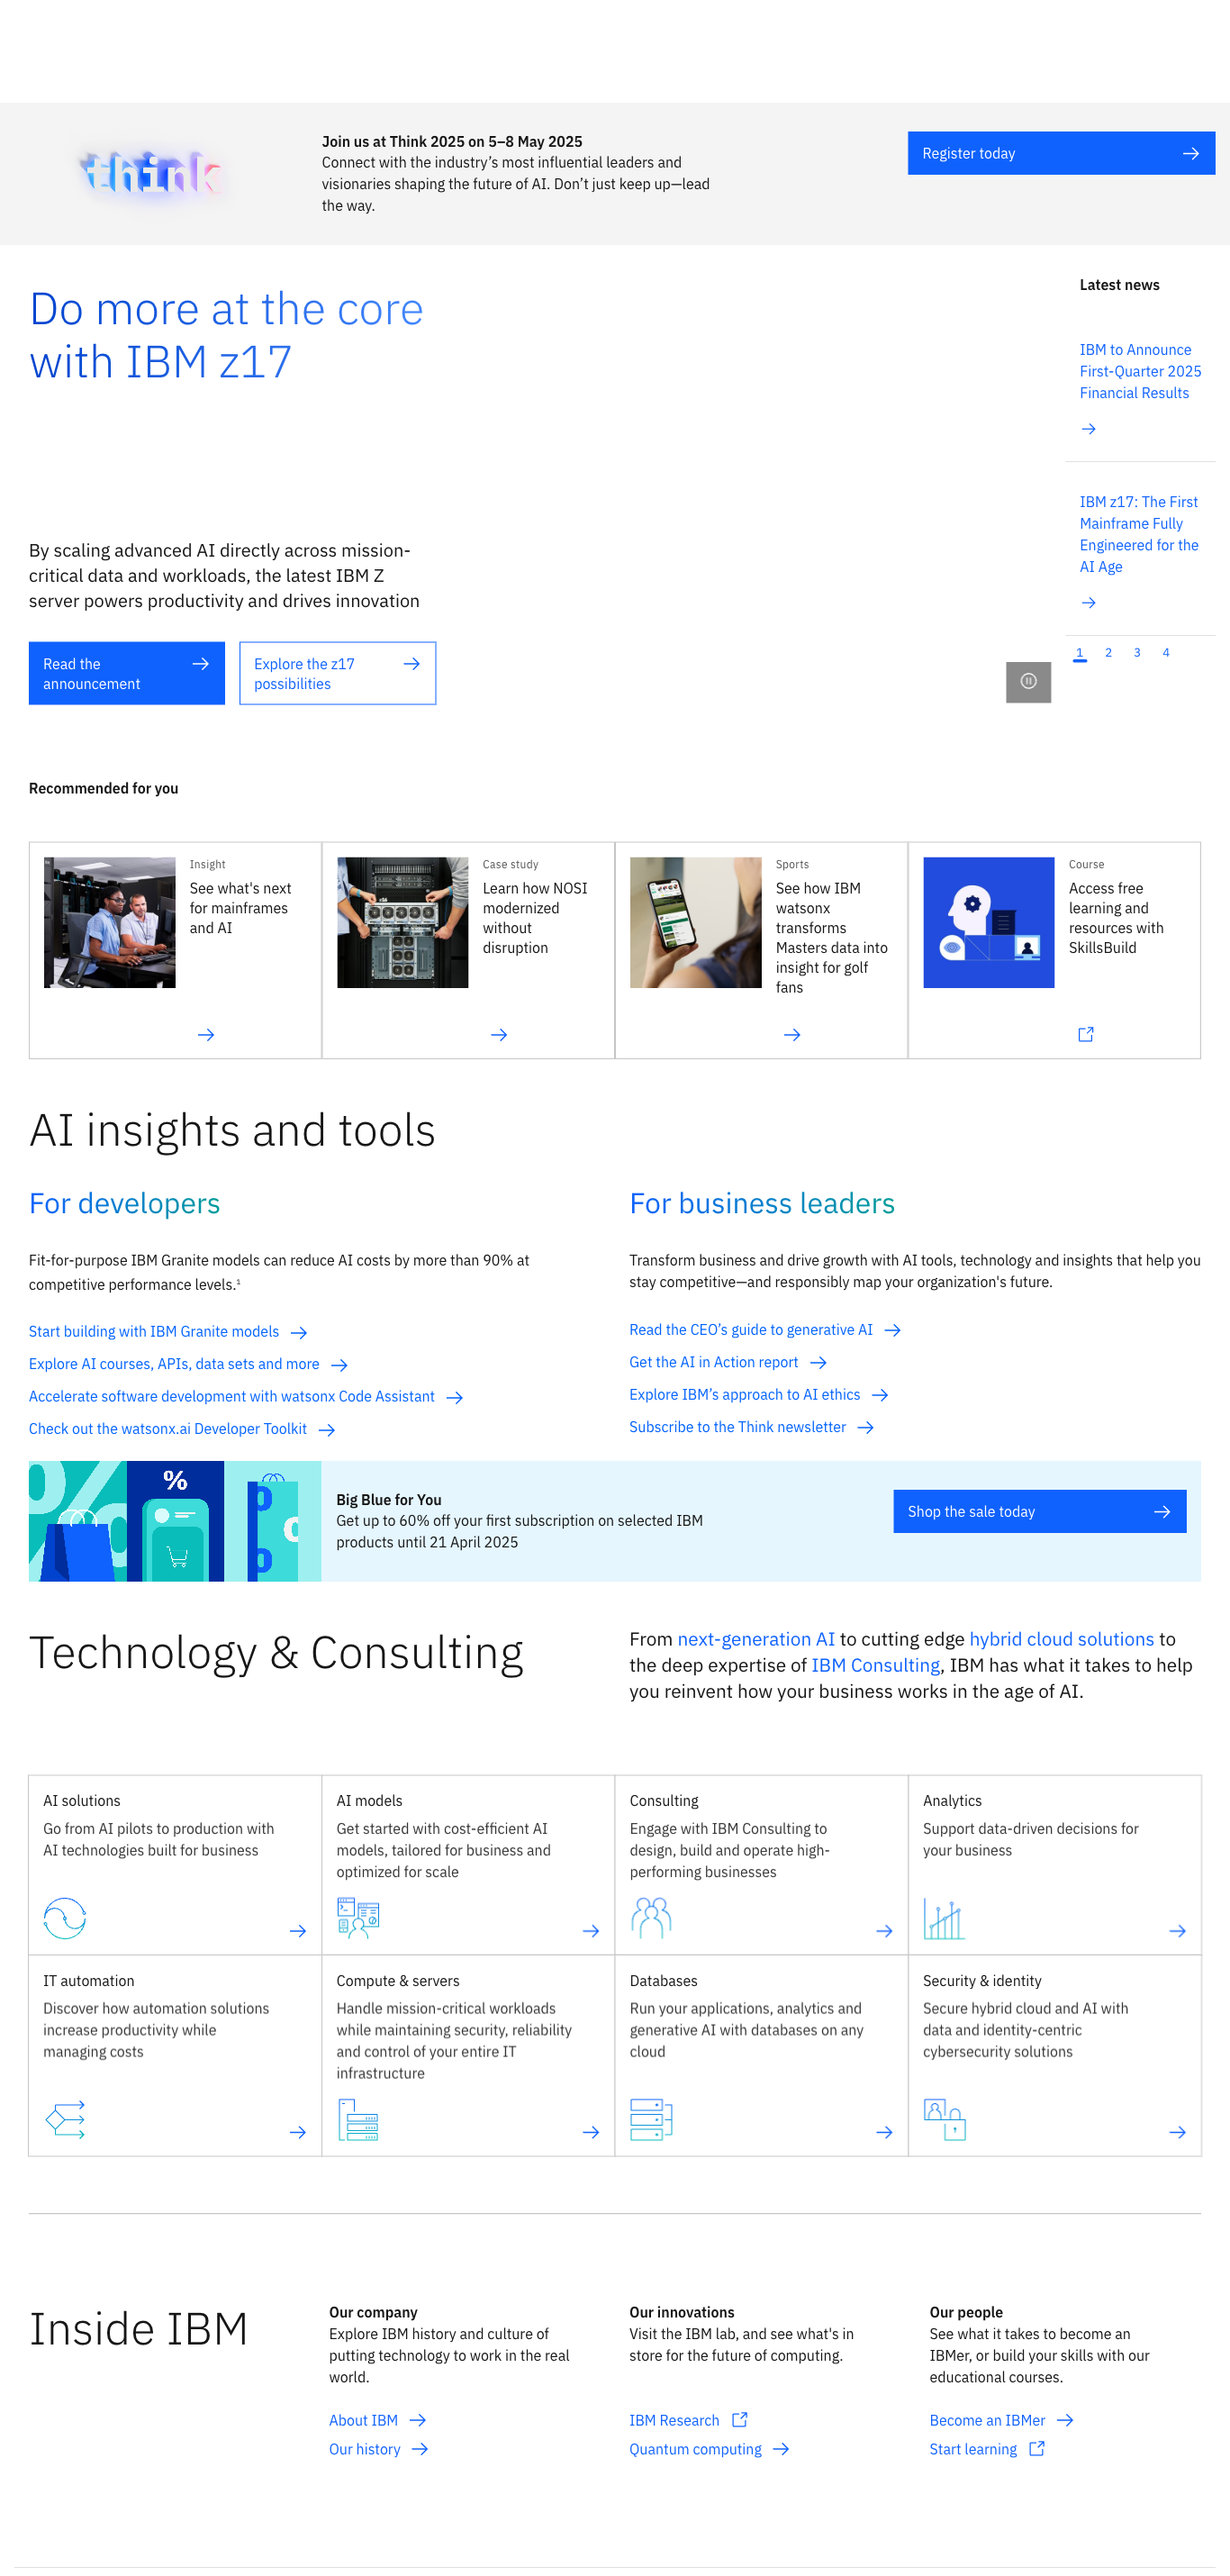 think
Join us at Think 2025 on 5–8 May 2025
Connect with the industry’s most influential leaders and
visionaries shaping the future of AI. Don’t just keep up—lead
the way.
Register today
Do more at the core
with IBM z17
By scaling advanced AI directly across mission-
critical data and workloads, the latest IBM Z
server powers productivity and drives innovation
Read the
announcement
Explore the z17
possibilities
Latest news
IBM to Announce
First-Quarter 2025
Financial Results
IBM z17: The First
Mainframe Fully
Engineered for the
AI Age
1 2 3 4
Recommended for you
Insight
See what's next
for mainframes
and AI
Case study
Learn how NOSI
modernized
without
disruption
Sports
See how IBM
watsonx
transforms
Masters data into
insight for golf
fans
Course
Access free
learning and
resources with
SkillsBuild
AI insights and tools
For developers
Fit-for-purpose IBM Granite models can reduce AI costs by more than 90% at
competitive performance levels.¹
Start building with IBM Granite models
Explore AI courses, APIs, data sets and more
Accelerate software development with watsonx Code Assistant
Check out the watsonx.ai Developer Toolkit
For business leaders
Transform business and drive growth with AI tools, technology and insights that help you
stay competitive—and responsibly map your organization's future.
Read the CEO’s guide to generative AI
Get the AI in Action report
Explore IBM’s approach to AI ethics
Subscribe to the Think newsletter
%
%
Big Blue for You
Get up to 60% off your first subscription on selected IBM
products until 21 April 2025
Shop the sale today
Technology & Consulting
From next-generation AI to cutting edge hybrid cloud solutions to
the deep expertise of IBM Consulting, IBM has what it takes to help
you reinvent how your business works in the age of AI.
AI solutions
Go from AI pilots to production with
AI technologies built for business
AI models
Get started with cost-efficient AI
models, tailored for business and
optimized for scale
Consulting
Engage with IBM Consulting to
design, build and operate high-
performing businesses
Analytics
Support data-driven decisions for
your business
IT automation
Discover how automation solutions
increase productivity while
managing costs
Compute & servers
Handle mission-critical workloads
while maintaining security, reliability
and control of your entire IT
infrastructure
Databases
Run your applications, analytics and
generative AI with databases on any
cloud
Security & identity
Secure hybrid cloud and AI with
data and identity-centric
cybersecurity solutions
Inside IBM
Our company
Explore IBM history and culture of
putting technology to work in the real
world.
About IBM
Our history
Our innovations
Visit the IBM lab, and see what's in
store for the future of computing.
IBM Research
Quantum computing
Our people
See what it takes to become an
IBMer, or build your skills with our
educational courses.
Become an IBMer
Start learning